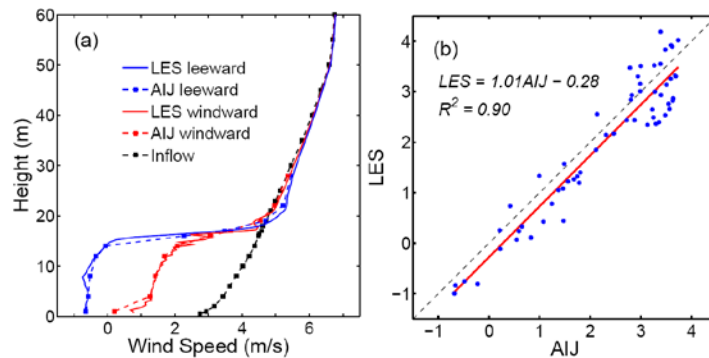 (a)
LES leeward
AIJ leeward
LES windward
AIJ windward
Inflow
Height (m)
60
50
40
30
20
10
0
0 2 4 6
Wind Speed (m/s)
(b)
LES = 1.01AIJ − 0.28
R² = 0.90
LES
4
3
2
1
0
−1
−1 0 1 2 3 4
AIJ